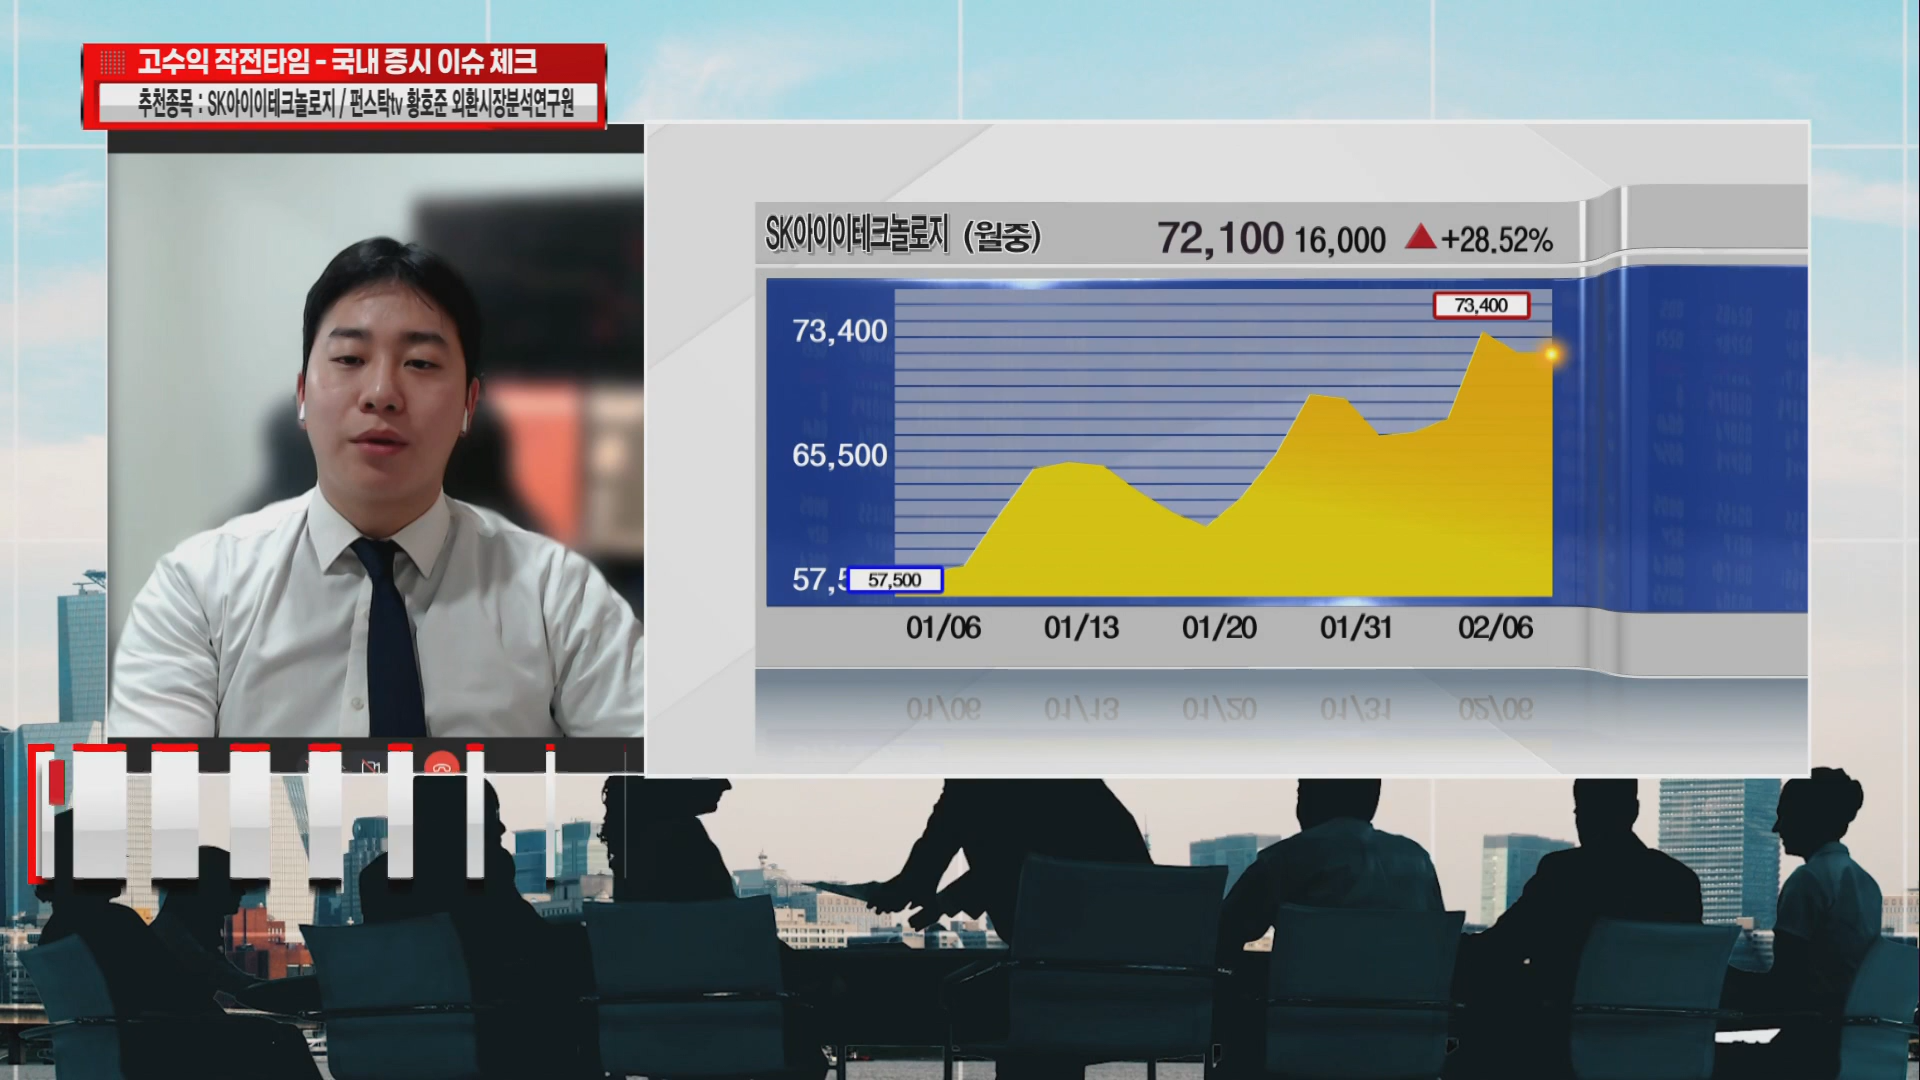 고수익 작전타임 - 국내 증시 이슈 체크
추천종목 : SK아이이테크놀로지 / 펀스탁tv 황호준 외환시장분석연구원
SK아이이테크놀로지 (월중) 72,100 16,000 ▲ +28.52%
73,400
73,400
65,500
57,5
57,500
01/06 01/13 01/20 01/31 02/06